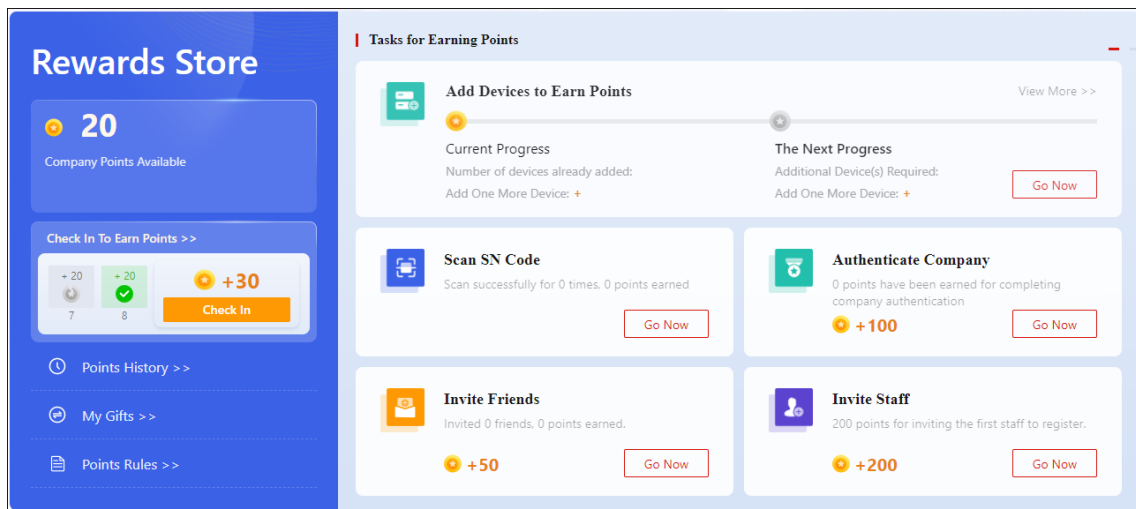 Rewards Store
20
Company Points Available
Check In To Earn Points >>
+ 20
7
+ 20
8
+30
Check In
Points History >>
My Gifts >>
Points Rules >>
Tasks for Earning Points
Add Devices to Earn Points
View More >>
Current Progress
Number of devices already added:
Add One More Device: +
The Next Progress
Additional Device(s) Required:
Add One More Device: +
Go Now
Scan SN Code
Scan successfully for 0 times, 0 points earned
Go Now
Authenticate Company
0 points have been earned for completing
company authentication
+100
Go Now
Invite Friends
Invited 0 friends, 0 points earned.
+50
Go Now
Invite Staff
200 points for inviting the first staff to register.
+200
Go Now